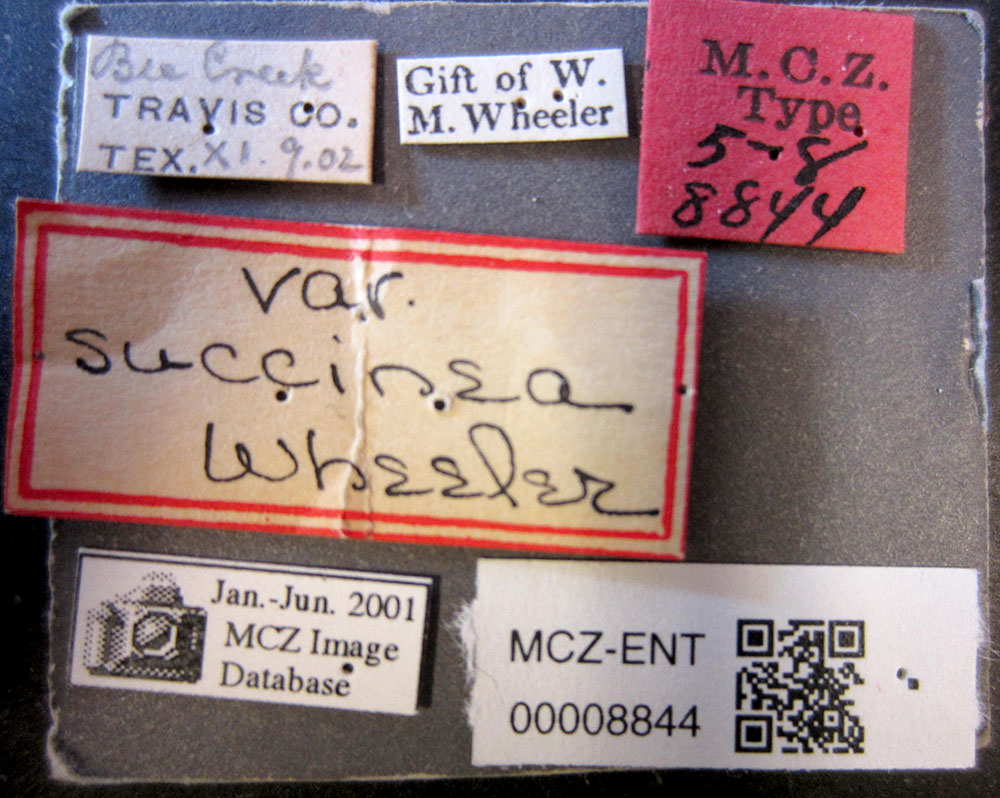 Bee Creek
TRAVIS CO.
TEX. XI. 9.02
Gift of W.
M. Wheeler
M.C.Z.
Type
5-8
8844
var.
succinea
Wheeler
Jan.-Jun. 2001
MCZ Image
Database
MCZ-ENT
00008844